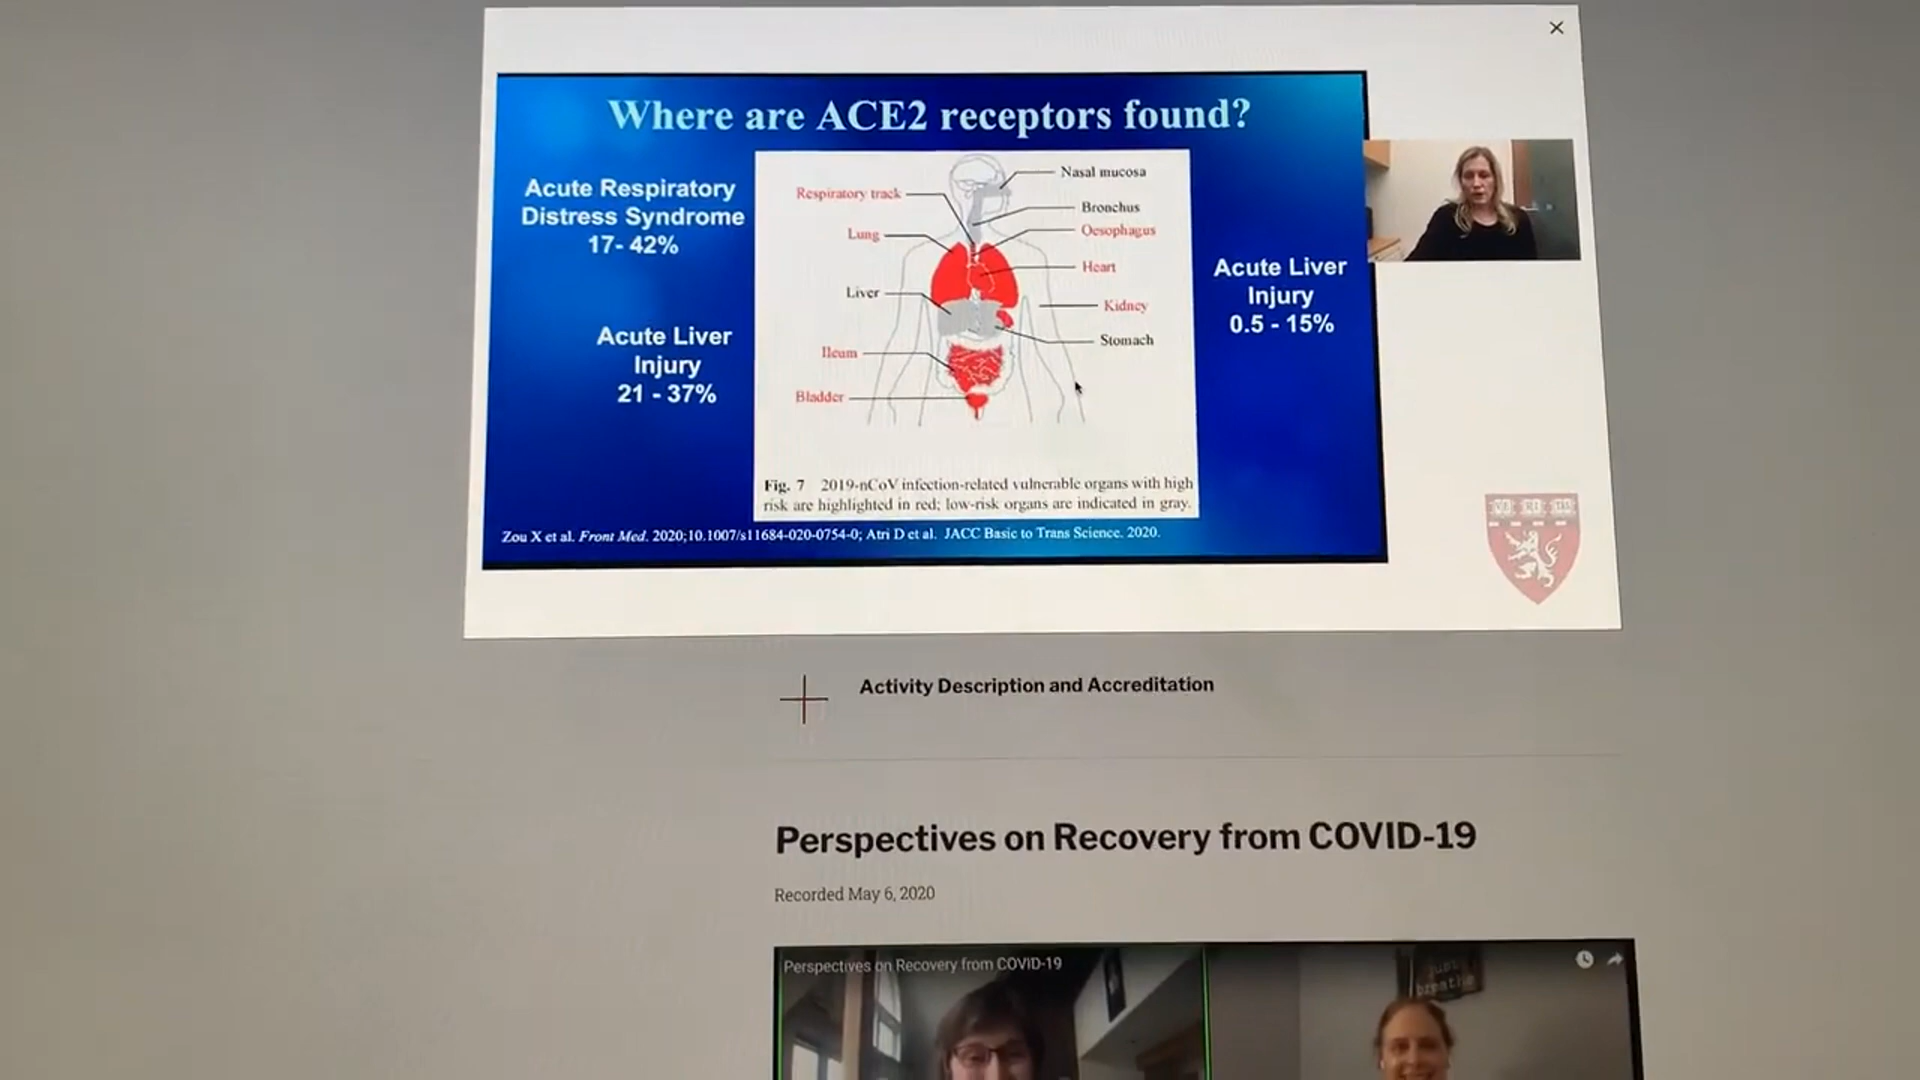 Where are ACE2 receptors found?
Acute Respiratory
Distress Syndrome
17- 42%
Acute Liver
Injury
21 - 37%
Nasal mucosa
Respiratory track
Bronchus
Lung
Oesophagus
Heart
Liver
Kidney
Stomach
Ileum
Bladder
Fig. 7 2019-nCoV infection-related vulnerable organs with high
risk are highlighted in red; low-risk organs are indicated in gray.
Acute Liver
Injury
0.5 - 15%
Zou X et al. Front Med. 2020;10.1007/s11684-020-0754-0; Atri D et al. JACC Basic to Trans Science. 2020.
Activity Description and Accreditation
Perspectives on Recovery from COVID-19
Recorded May 6, 2020
Perspectives on Recovery from COVID-19
just
breathe